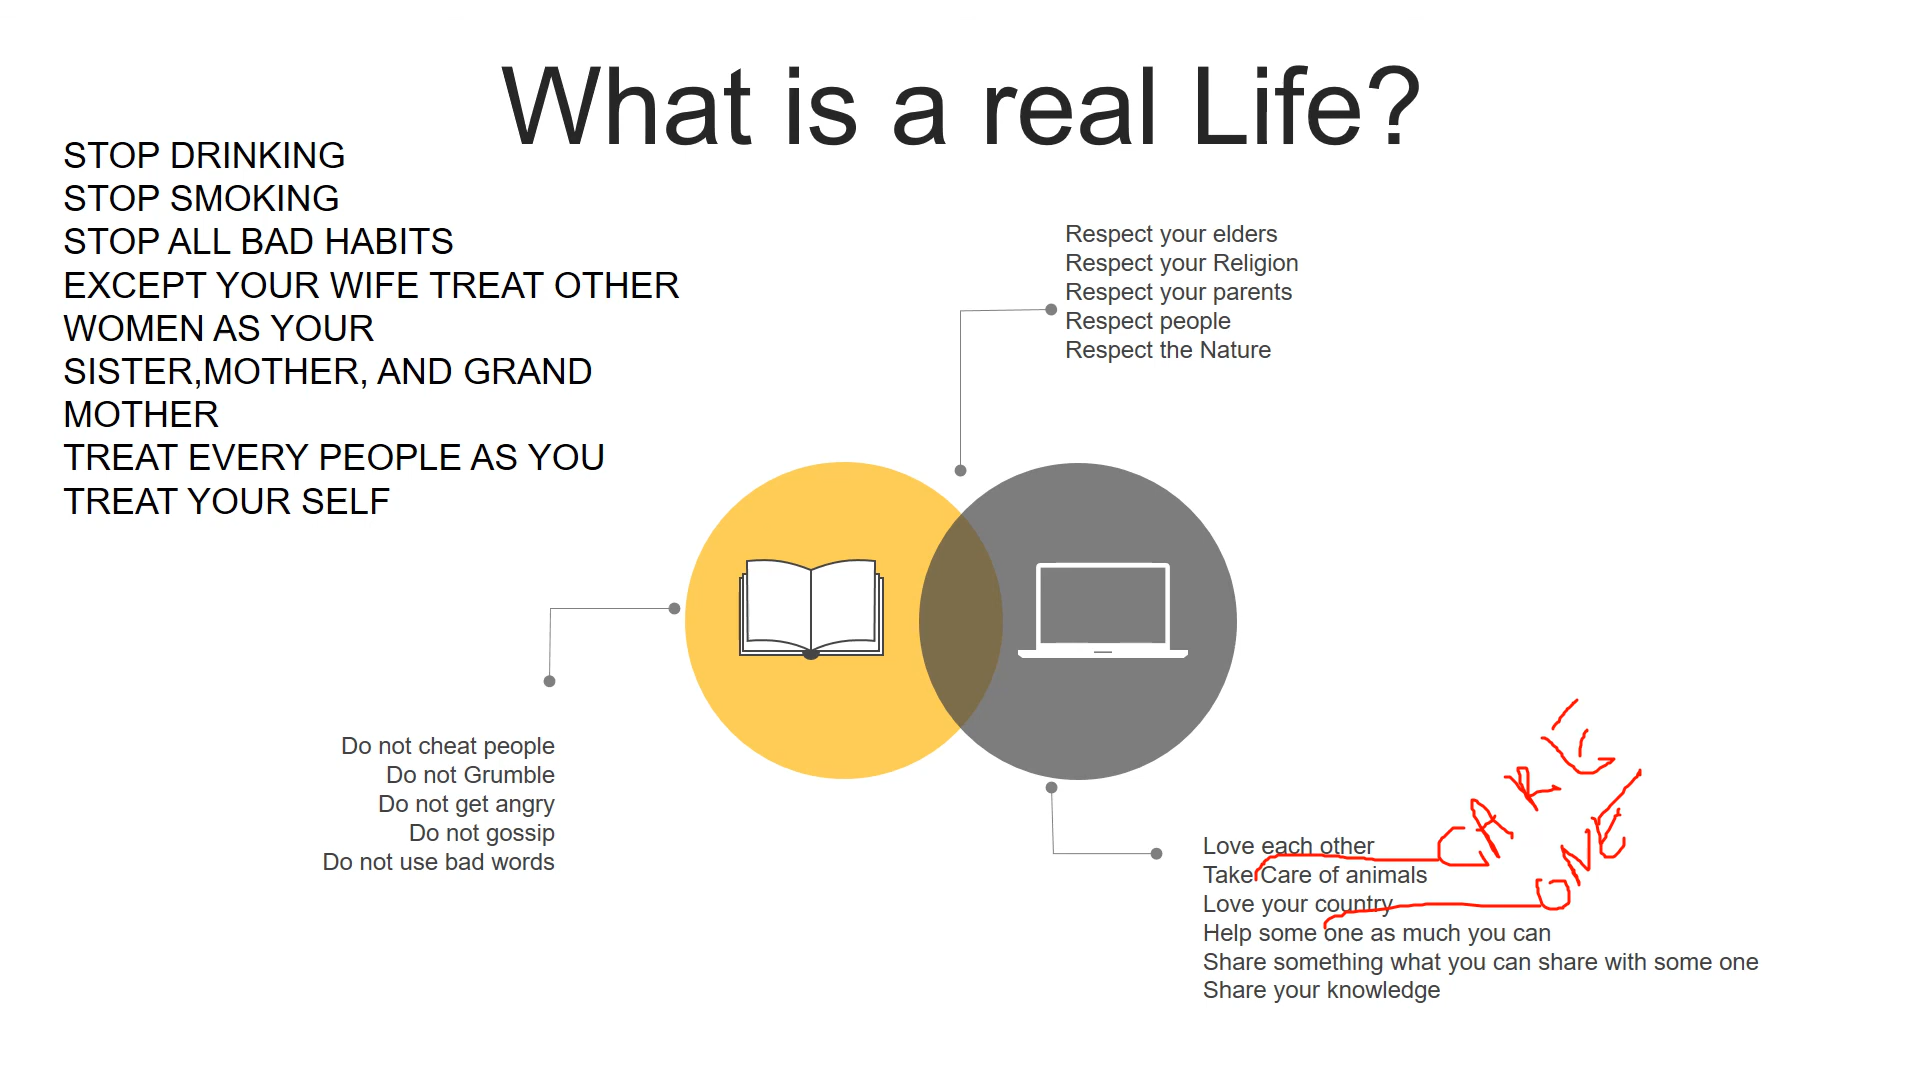 What is a real Life?
STOP DRINKING
STOP SMOKING
STOP ALL BAD HABITS
EXCEPT YOUR WIFE TREAT OTHER
WOMEN AS YOUR
SISTER,MOTHER, AND GRAND
MOTHER
TREAT EVERY PEOPLE AS YOU
TREAT YOUR SELF
Respect your elders
Respect your Religion
Respect your parents
Respect people
Respect the Nature
Do not cheat people
Do not Grumble
Do not get angry
Do not gossip
Do not use bad words
Love each other
Take Care of animals
Love your country
Help some one as much you can
Share something what you can share with some one
Share your knowledge
CARE
ONE